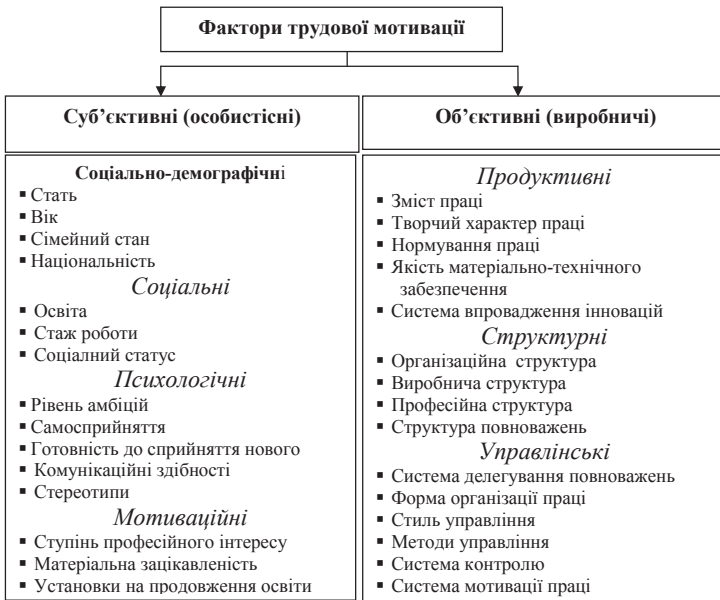 Фактори трудової мотивації
Суб’єктивні (особистісні)
Соціально-демографічні
▪ Стать
▪ Вік
▪ Сімейний стан
▪ Національність
Соціальні
▪ Освіта
▪ Стаж роботи
▪ Соціалний статус
Психологічні
▪ Рівень амбіцій
▪ Самосприйняття
▪ Готовність до сприйняття нового
▪ Комунікаційні здібності
▪ Стереотипи
Мотиваційні
▪ Ступінь професійного інтересу
▪ Матеріальна зацікавленість
▪ Установки на продовження освіти
Об’єктивні (виробничі)
Продуктивні
▪ Зміст праці
▪ Творчий характер праці
▪ Нормування праці
▪ Якість матеріально-технічного
забезпечення
▪ Система впровадження інновацій
Структурні
▪ Організаційна структура
▪ Виробнича структура
▪ Професійна структура
▪ Структура повноважень
Управлінські
▪ Система делегування повноважень
▪ Форма організації праці
▪ Стиль управління
▪ Методи управління
▪ Система контролю
▪ Система мотивації праці